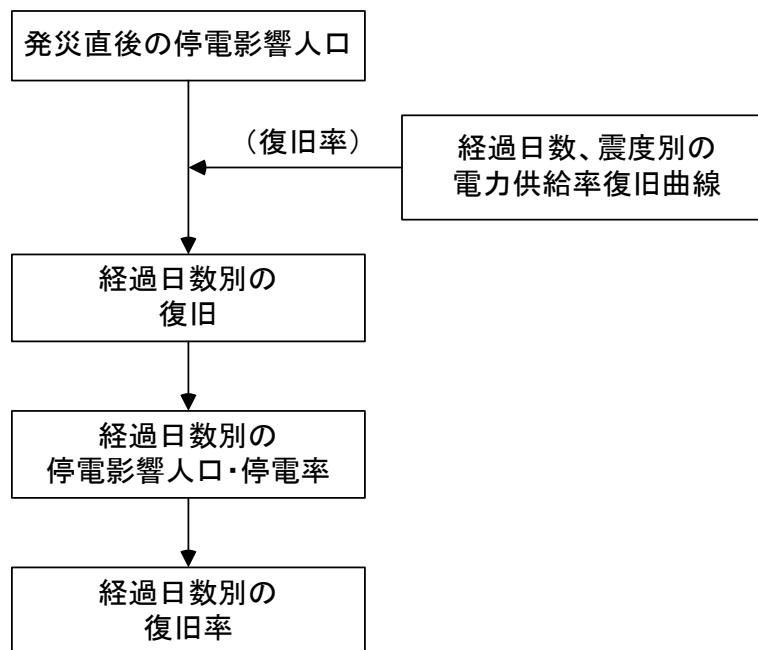 発災直後の停電影響人口
（復旧率）
経過日数、震度別の
電力供給率復旧曲線
経過日数別の
復旧
経過日数別の
停電影響人口・停電率
経過日数別の
復旧率